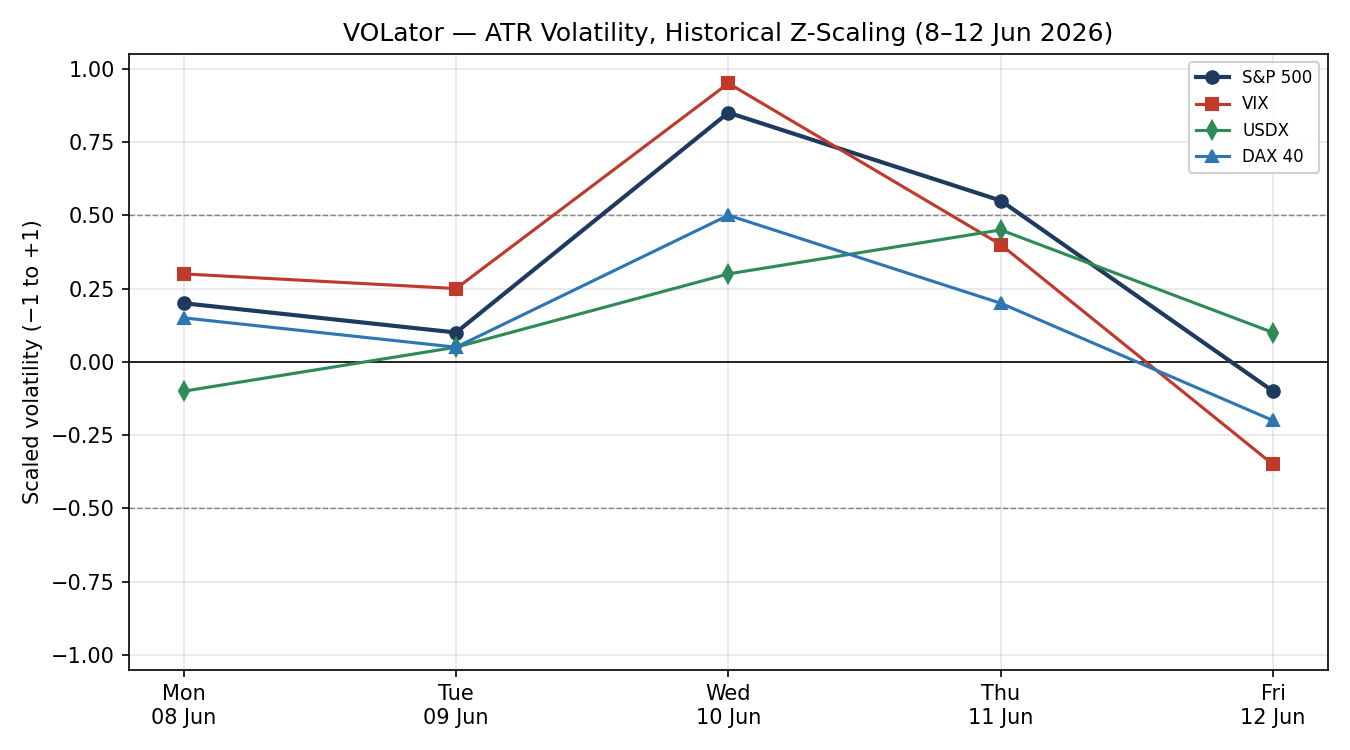 VOLator — ATR Volatility, Historical Z-Scaling (8–12 Jun 2026)
S&P 500
VIX
USDX
DAX 40
Scaled volatility (−1 to +1)
1.00
0.75
0.50
0.25
0.00
−0.25
−0.50
−0.75
−1.00
Mon Tue Wed Thu Fri
08 Jun 09 Jun 10 Jun 11 Jun 12 Jun